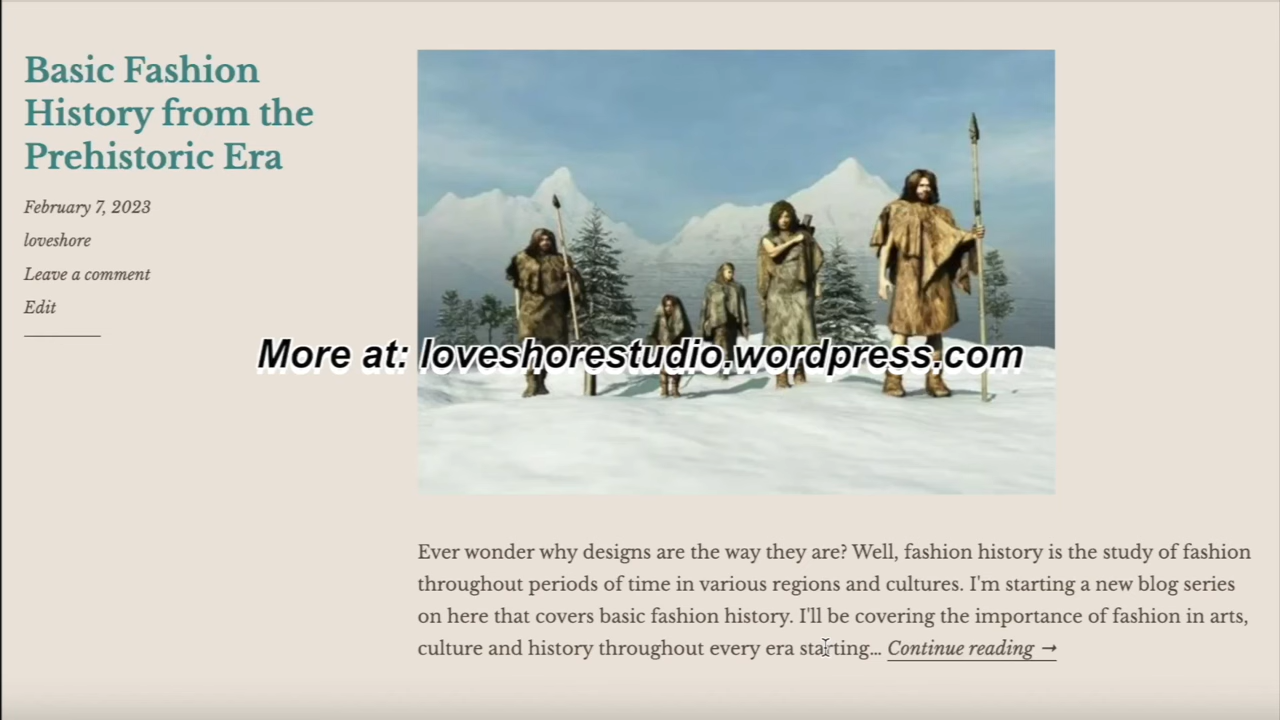 Basic Fashion
History from the
Prehistoric Era
February 7, 2023
loveshore
Leave a comment
Edit
More at: loveshorestudio.wordpress.com
Ever wonder why designs are the way they are? Well, fashion history is the study of fashion
throughout periods of time in various regions and cultures. I'm starting a new blog series
on here that covers basic fashion history. I'll be covering the importance of fashion in arts,
culture and history throughout every era starting... Continue reading →